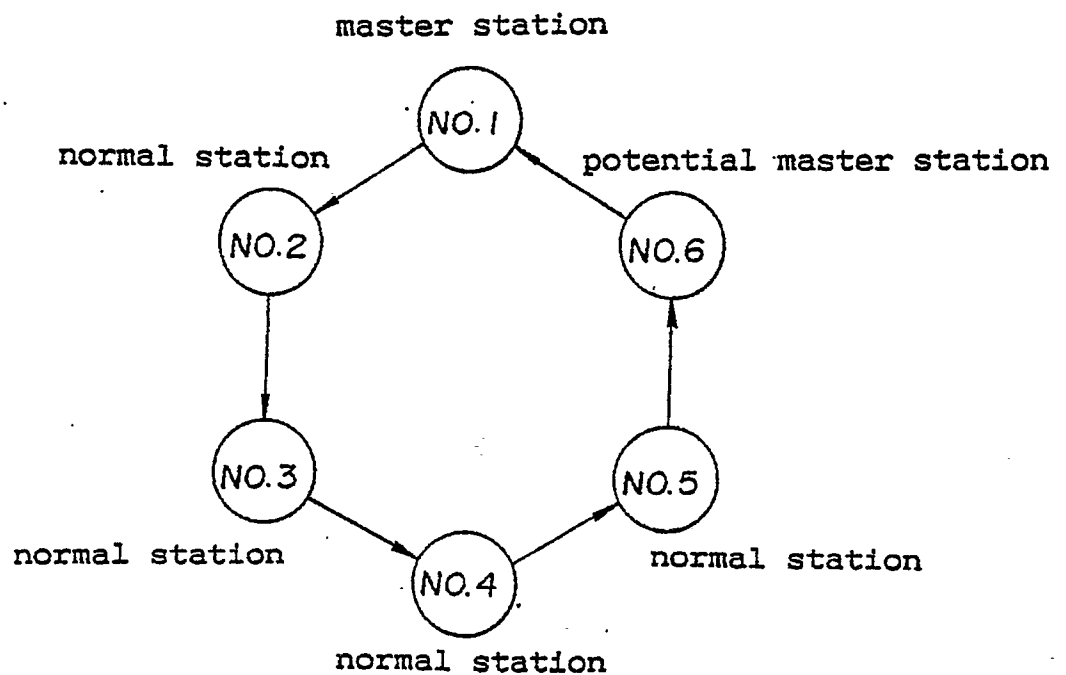 master station
NO.1
normal station
potential master station
NO.2
NO.6
NO.3
NO.5
normal station
normal station
NO.4
normal station